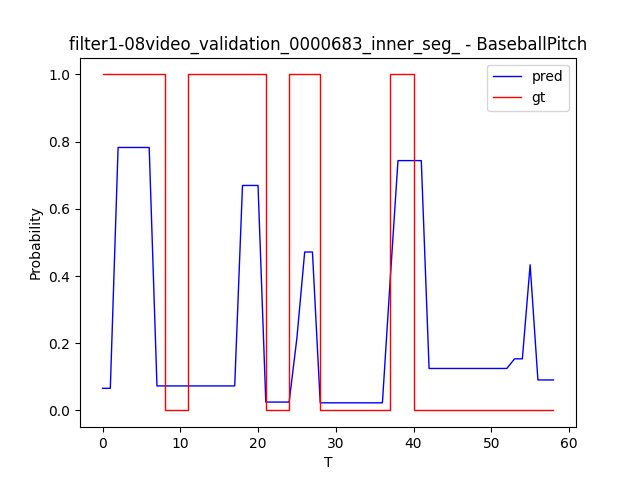 filter1-08video_validation_0000683_inner_seg_ - BaseballPitch
pred
gt
1.0
0.8
0.6
0.4
0.2
0.0
Probability
0
10
20
30
40
50
60
T